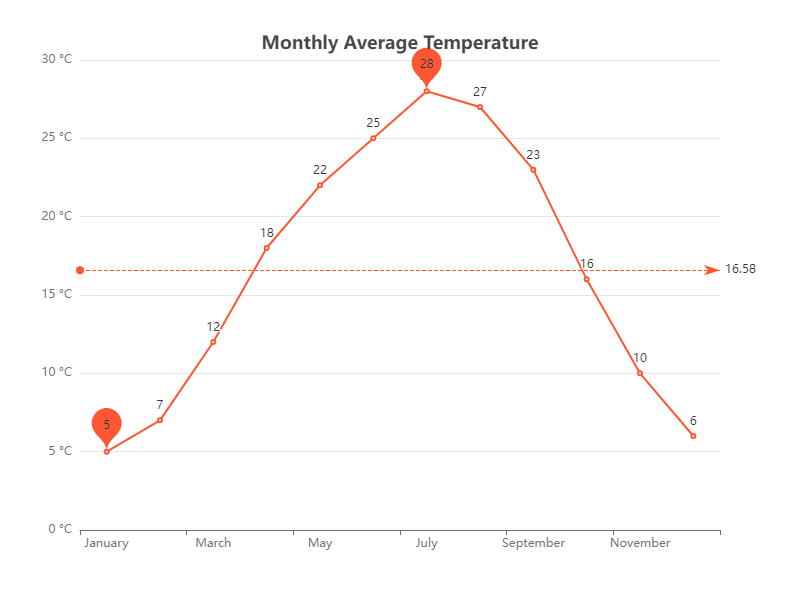 Monthly Average Temperature
30 °C
28
27
25 °C
25
23
22
20 °C
18
16
16.58
15 °C
12
10 °C
10
7
6
5
5 °C
0 °C
January March May July September November